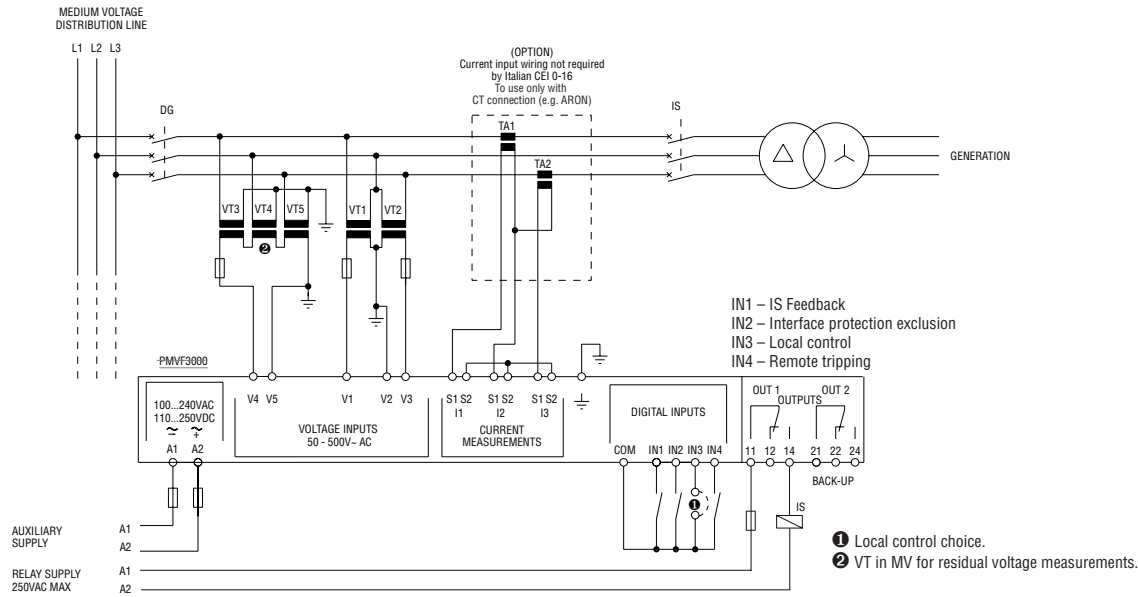 MEDIUM VOLTAGE
DISTRIBUTION LINE
L1 L2 L3
(OPTION)
Current input wiring not required
by Italian CEI 0-16
To use only with
CT connection (e.g. ARON)
DG
TA1
IS
TA2
GENERATION
VT3 VT4 VT5 VT1 VT2
❷
IN1 – IS Feedback
IN2 – Interface protection exclusion
IN3 – Local control
IN4 – Remote tripping
PMVF3000
100...240VAC
110...250VDC
~ ~
– +
A1 A2
V4 V5 V1 V2 V3
VOLTAGE INPUTS
50 - 500V~ AC
S1 S2 S1 S2 S1 S2
I1 I2 I3
CURRENT
MEASUREMENTS
DIGITAL INPUTS
COM IN1 IN2 IN3 IN4
OUT 1 OUT 2
OUTPUTS
11 12 14 21 22 24
BACK-UP
❶
IS
AUXILIARY
SUPPLY
A1
A2
RELAY SUPPLY
250VAC MAX
A1
A2
❶ Local control choice.
❷ VT in MV for residual voltage measurements.